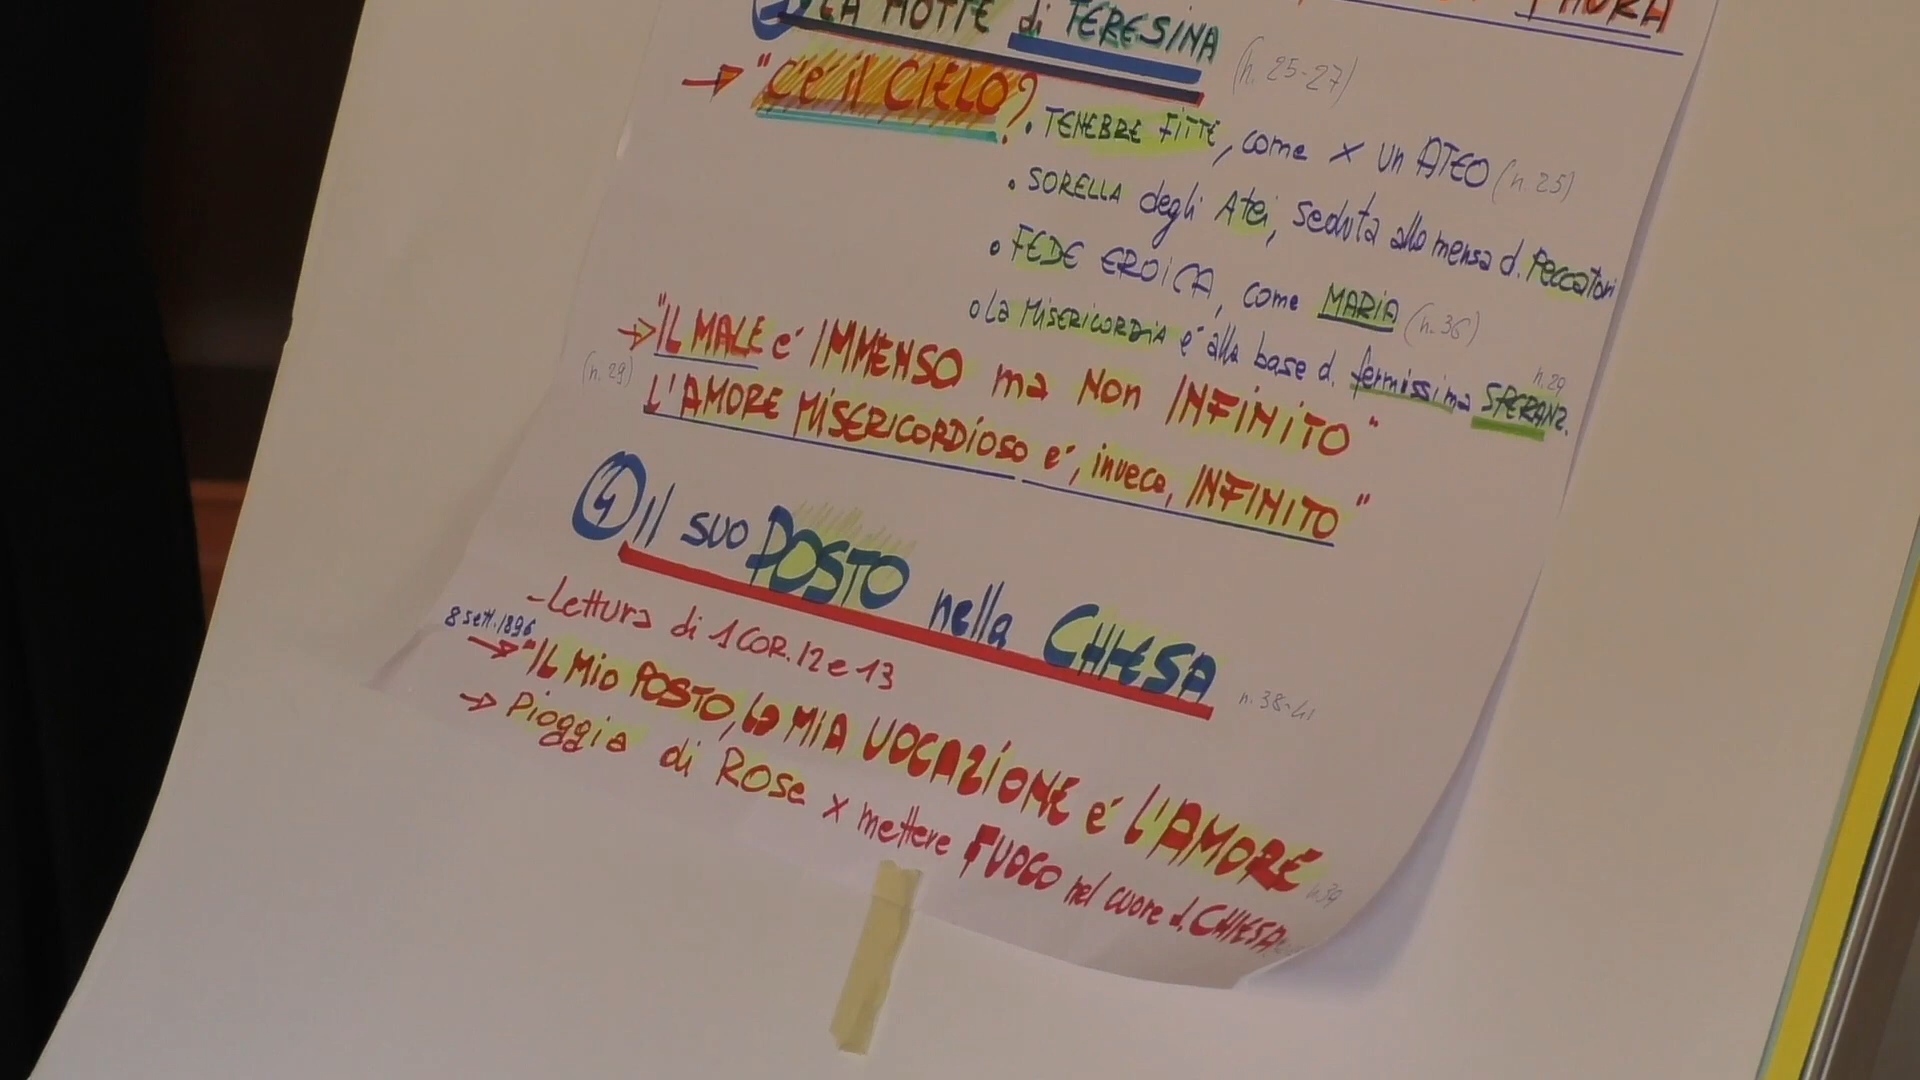 PAURA
LA NOTTE di TERESINA (n. 25-27)
→ "C'è il CIELO?
• TENEBRE FITTE, come x un ATEO (n. 25)
• SORELLA degli Atei, seduta alla mensa d. Peccatori
• FEDE EROICA, come MARIA (n. 36)
• La MISERICORDIA è alla base d. fermissima SPERANZ. n. 29
→ "IL MALE è IMMENSO ma NON INFINITO"
(n. 29) L'AMORE MISERICORDIOSO è, invece, INFINITO"
4 Il suo POSTO nella CHIESA n. 38-41
- Lettura di 1 COR. 12 e 13
8 sett. 1896
→ "IL MIO POSTO, la MIA VOCAZIONE è L'AMORE n. 39
→ Pioggia di ROSE x mettere FUOCO nel cuore d. CHIESA